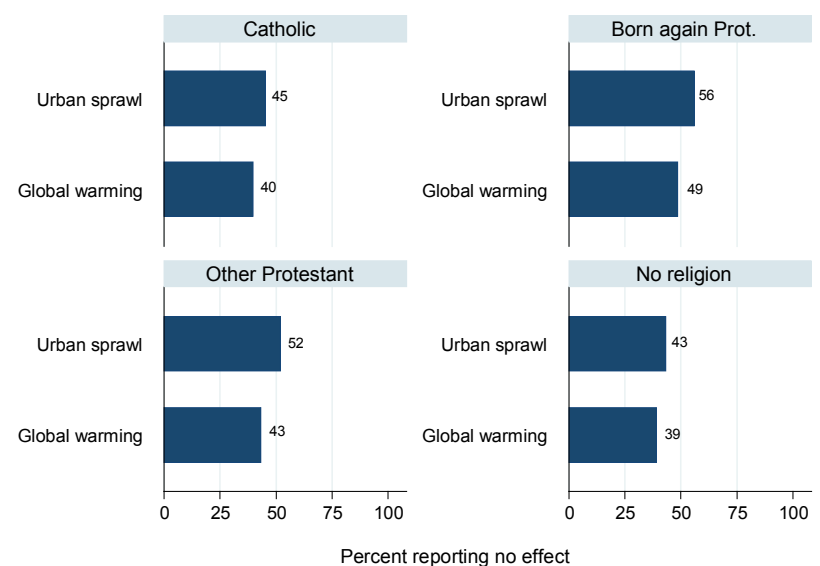 Catholic
Urban sprawl 45
Global warming 40
Born again Prot.
Urban sprawl 56
Global warming 49
Other Protestant
Urban sprawl 52
Global warming 43
0 25 50 75 100
No religion
Urban sprawl 43
Global warming 39
0 25 50 75 100
Percent reporting no effect